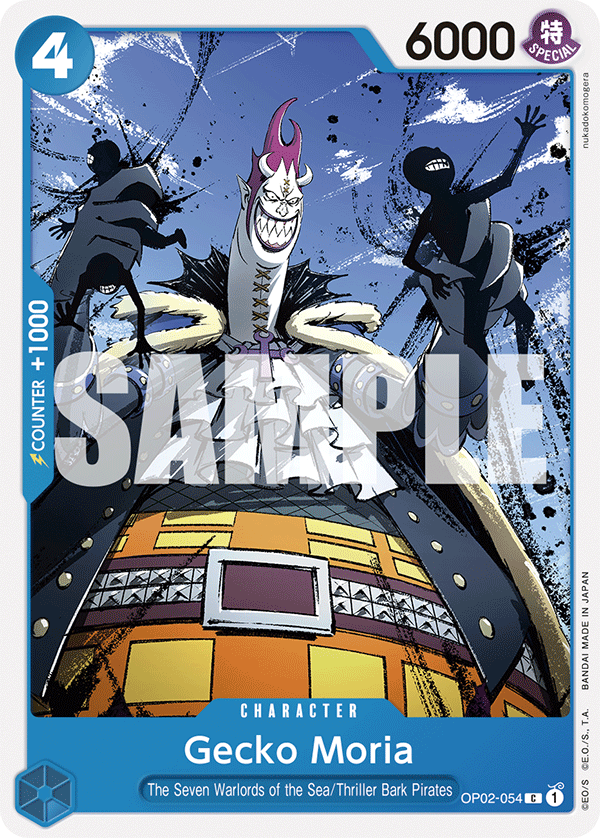 4
6000
特
SPECIAL
nukadokomogera
COUNTER +1000
SAMPLE
CHARACTER
Gecko Moria
The Seven Warlords of the Sea/Thriller Bark Pirates
OP02-054 C 1
©EO/S ©E.O./S., T.A. BANDAI MADE IN JAPAN